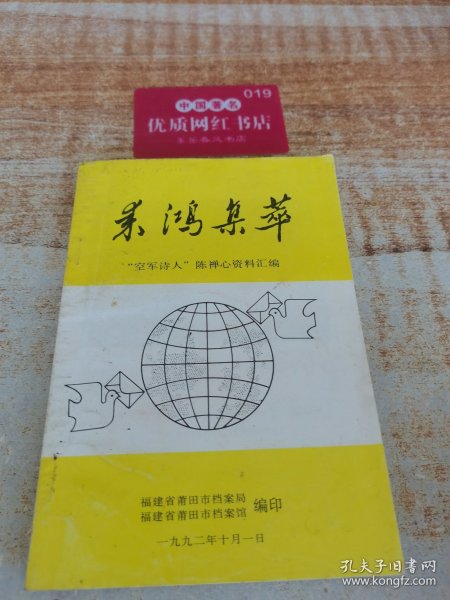 019
中国著名
优质网红书店
来鸿集萃
“空军诗人”陈禅心资料汇编
福建省莆田市档案局
福建省莆田市档案馆
编印
一九九二年十月一日
孔夫子旧书网
www.kongfz.com